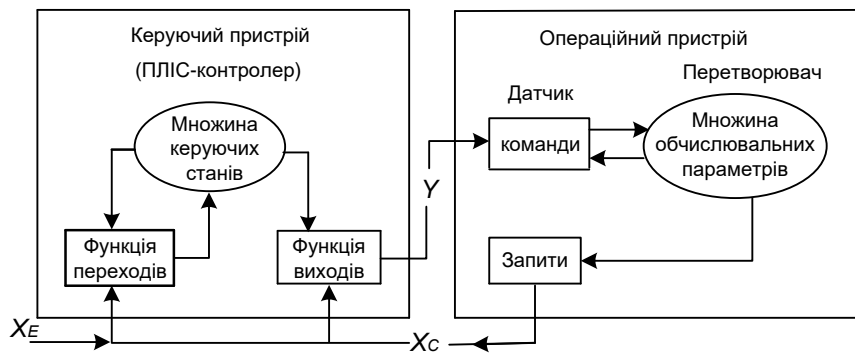 Керуючий пристрій
(ПЛІС-контролер)
Множина
керуючих
станів
Функція
переходів
Функція
виходів
Y
Операційний пристрій
Перетворювач
Датчик
команди
Множина
обчислювальних
параметрів
Запити
XE
XC